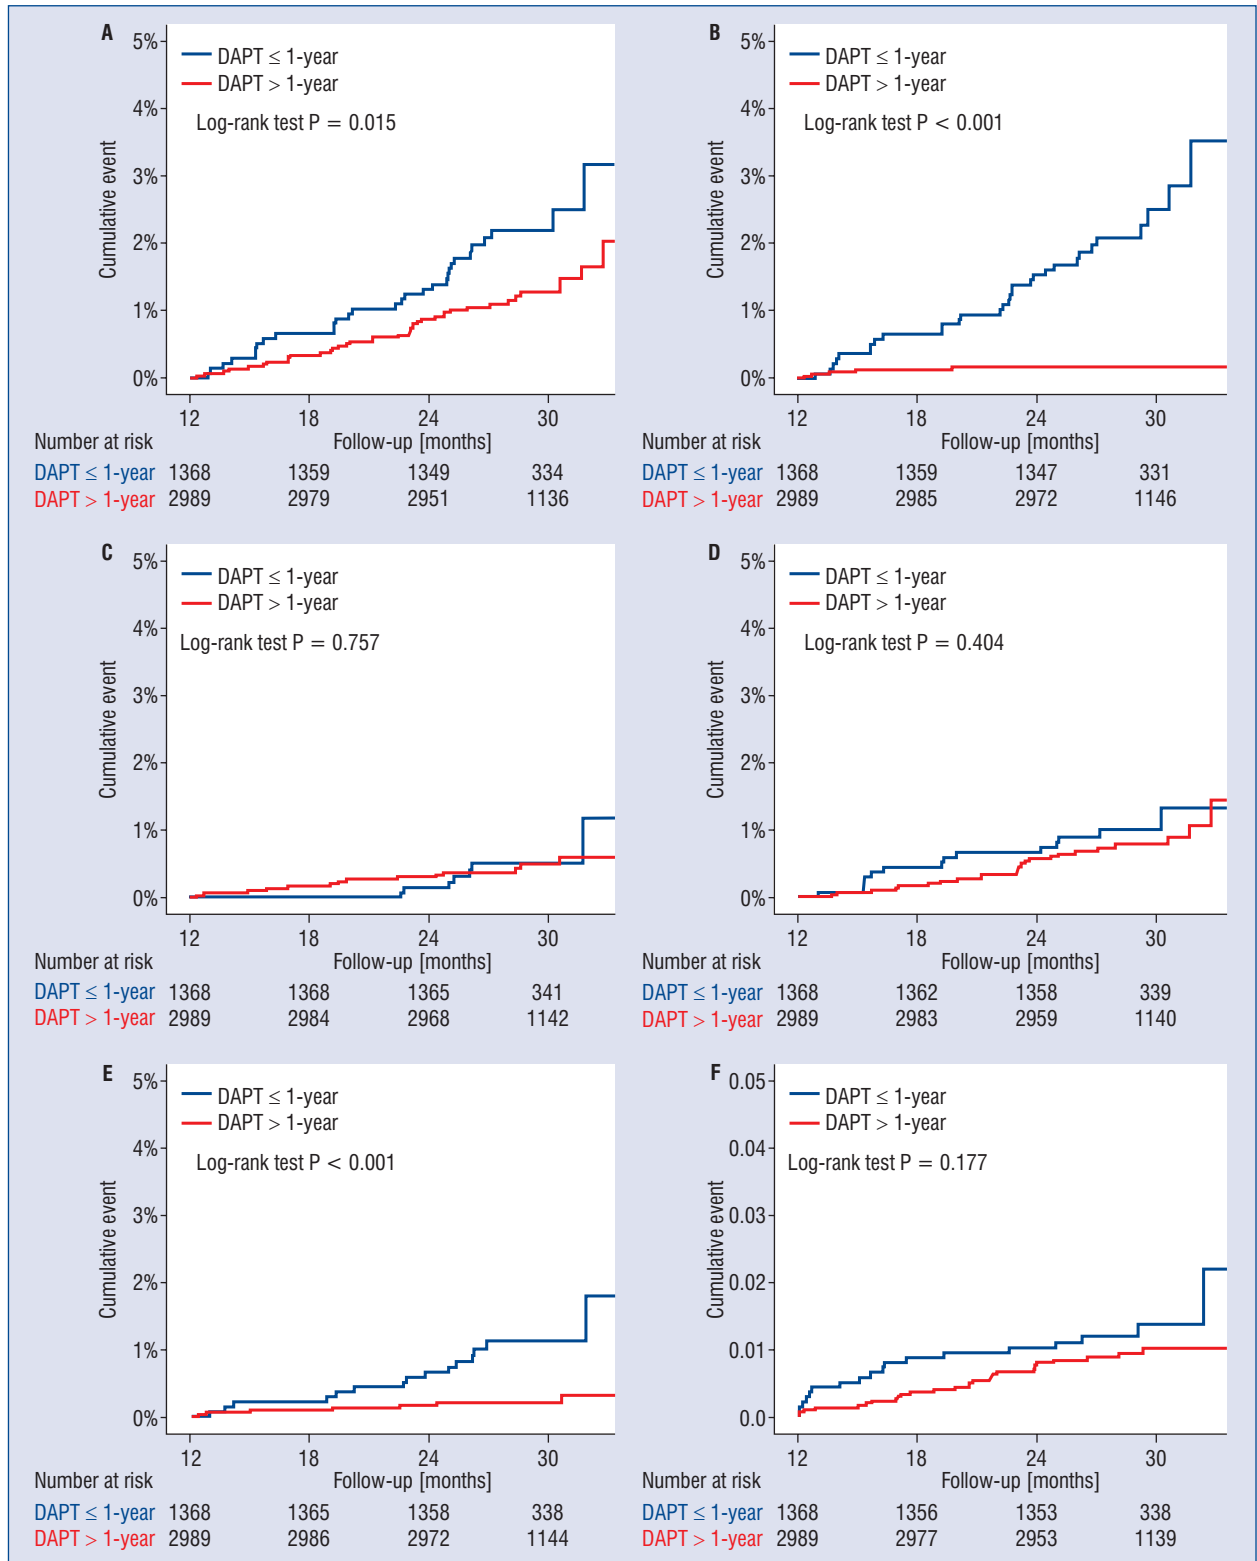 A
5%
4%
3%
2%
1%
0%
Cumulative event
DAPT ≤ 1-year
DAPT > 1-year
Log-rank test P = 0.015
12 18 24 30
Number at risk Follow-up [months]
DAPT ≤ 1-year 1368 1359 1349 334
DAPT > 1-year 2989 2979 2951 1136
B
5%
4%
3%
2%
1%
0%
Cumulative event
DAPT ≤ 1-year
DAPT > 1-year
Log-rank test P < 0.001
12 18 24 30
Number at risk Follow-up [months]
DAPT ≤ 1-year 1368 1359 1347 331
DAPT > 1-year 2989 2985 2972 1146
C
5%
4%
3%
2%
1%
0%
Cumulative event
DAPT ≤ 1-year
DAPT > 1-year
Log-rank test P = 0.757
12 18 24 30
Number at risk Follow-up [months]
DAPT ≤ 1-year 1368 1368 1365 341
DAPT > 1-year 2989 2984 2968 1142
D
5%
4%
3%
2%
1%
0%
Cumulative event
DAPT ≤ 1-year
DAPT > 1-year
Log-rank test P = 0.404
12 18 24 30
Number at risk Follow-up [months]
DAPT ≤ 1-year 1368 1362 1358 339
DAPT > 1-year 2989 2983 2959 1140
E
5%
4%
3%
2%
1%
0%
Cumulative event
DAPT ≤ 1-year
DAPT > 1-year
Log-rank test P < 0.001
12 18 24 30
Number at risk Follow-up [months]
DAPT ≤ 1-year 1368 1365 1358 338
DAPT > 1-year 2989 2986 2972 1144
F
0.05
0.04
0.03
0.02
0.01
0.0
Cumulative event
DAPT ≤ 1-year
DAPT > 1-year
Log-rank test P = 0.177
12 18 24 30
Number at risk Follow-up [months]
DAPT ≤ 1-year 1368 1356 1353 338
DAPT > 1-year 2989 2977 2953 1139